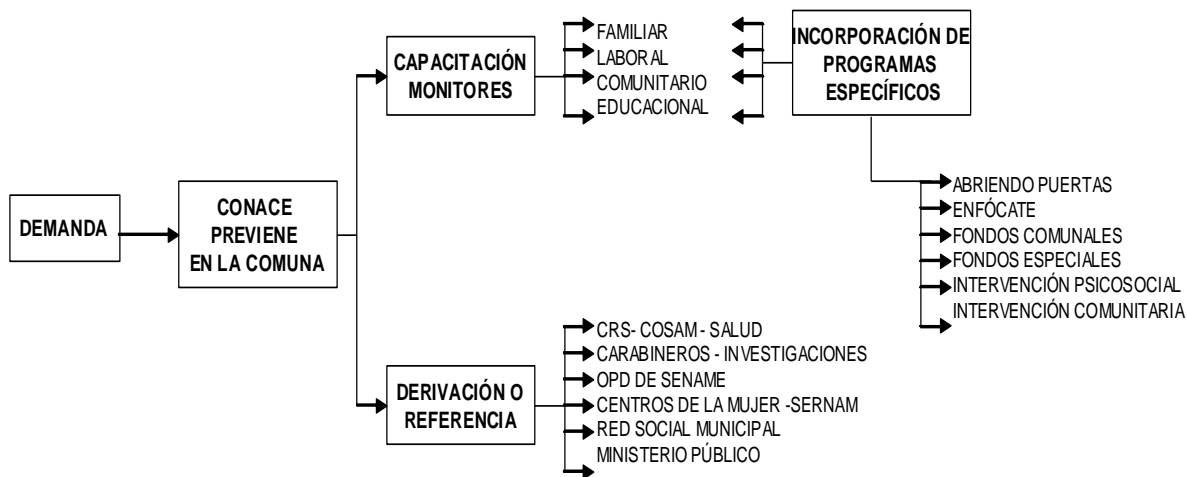 DEMANDA
CONACE
PREVIENE
EN LA COMUNA
CAPACITACIÓN
MONITORES
FAMILIAR
LABORAL
COMUNITARIO
EDUCACIONAL
INCORPORACIÓN DE
PROGRAMAS
ESPECÍFICOS
ABRIENDO PUERTAS
ENFÓCATE
FONDOS COMUNALES
FONDOS ESPECIALES
INTERVENCIÓN PSICOSOCIAL
INTERVENCIÓN COMUNITARIA
DERIVACIÓN O
REFERENCIA
CRS- COSAM - SALUD
CARABINEROS - INVESTIGACIONES
OPD DE SENAME
CENTROS DE LA MUJER -SERNAM
RED SOCIAL MUNICIPAL
MINISTERIO PÚBLICO